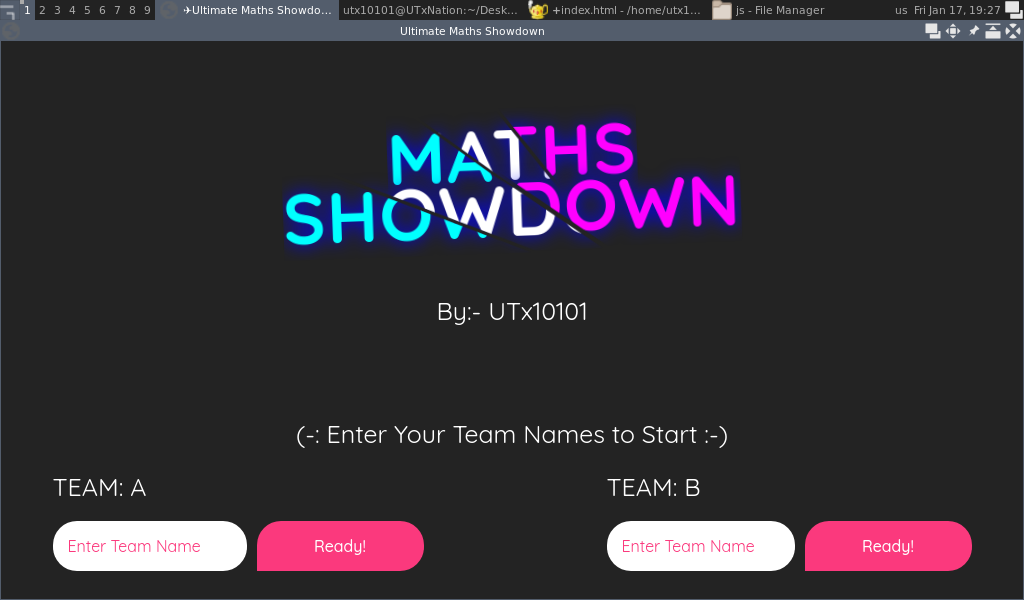 1 2 3 4 5 6 7 8 9 ✈Ultimate Maths Showdo... utx10101@UTxNation:~/Desk... +index.html - /home/utx1... js - File Manager us Fri Jan 17, 19:27
Ultimate Maths Showdown
MATHS
SHOWDOWN
By:- UTx10101
(-: Enter Your Team Names to Start :-)
TEAM: A TEAM: B
Enter Team Name Ready! Enter Team Name Ready!